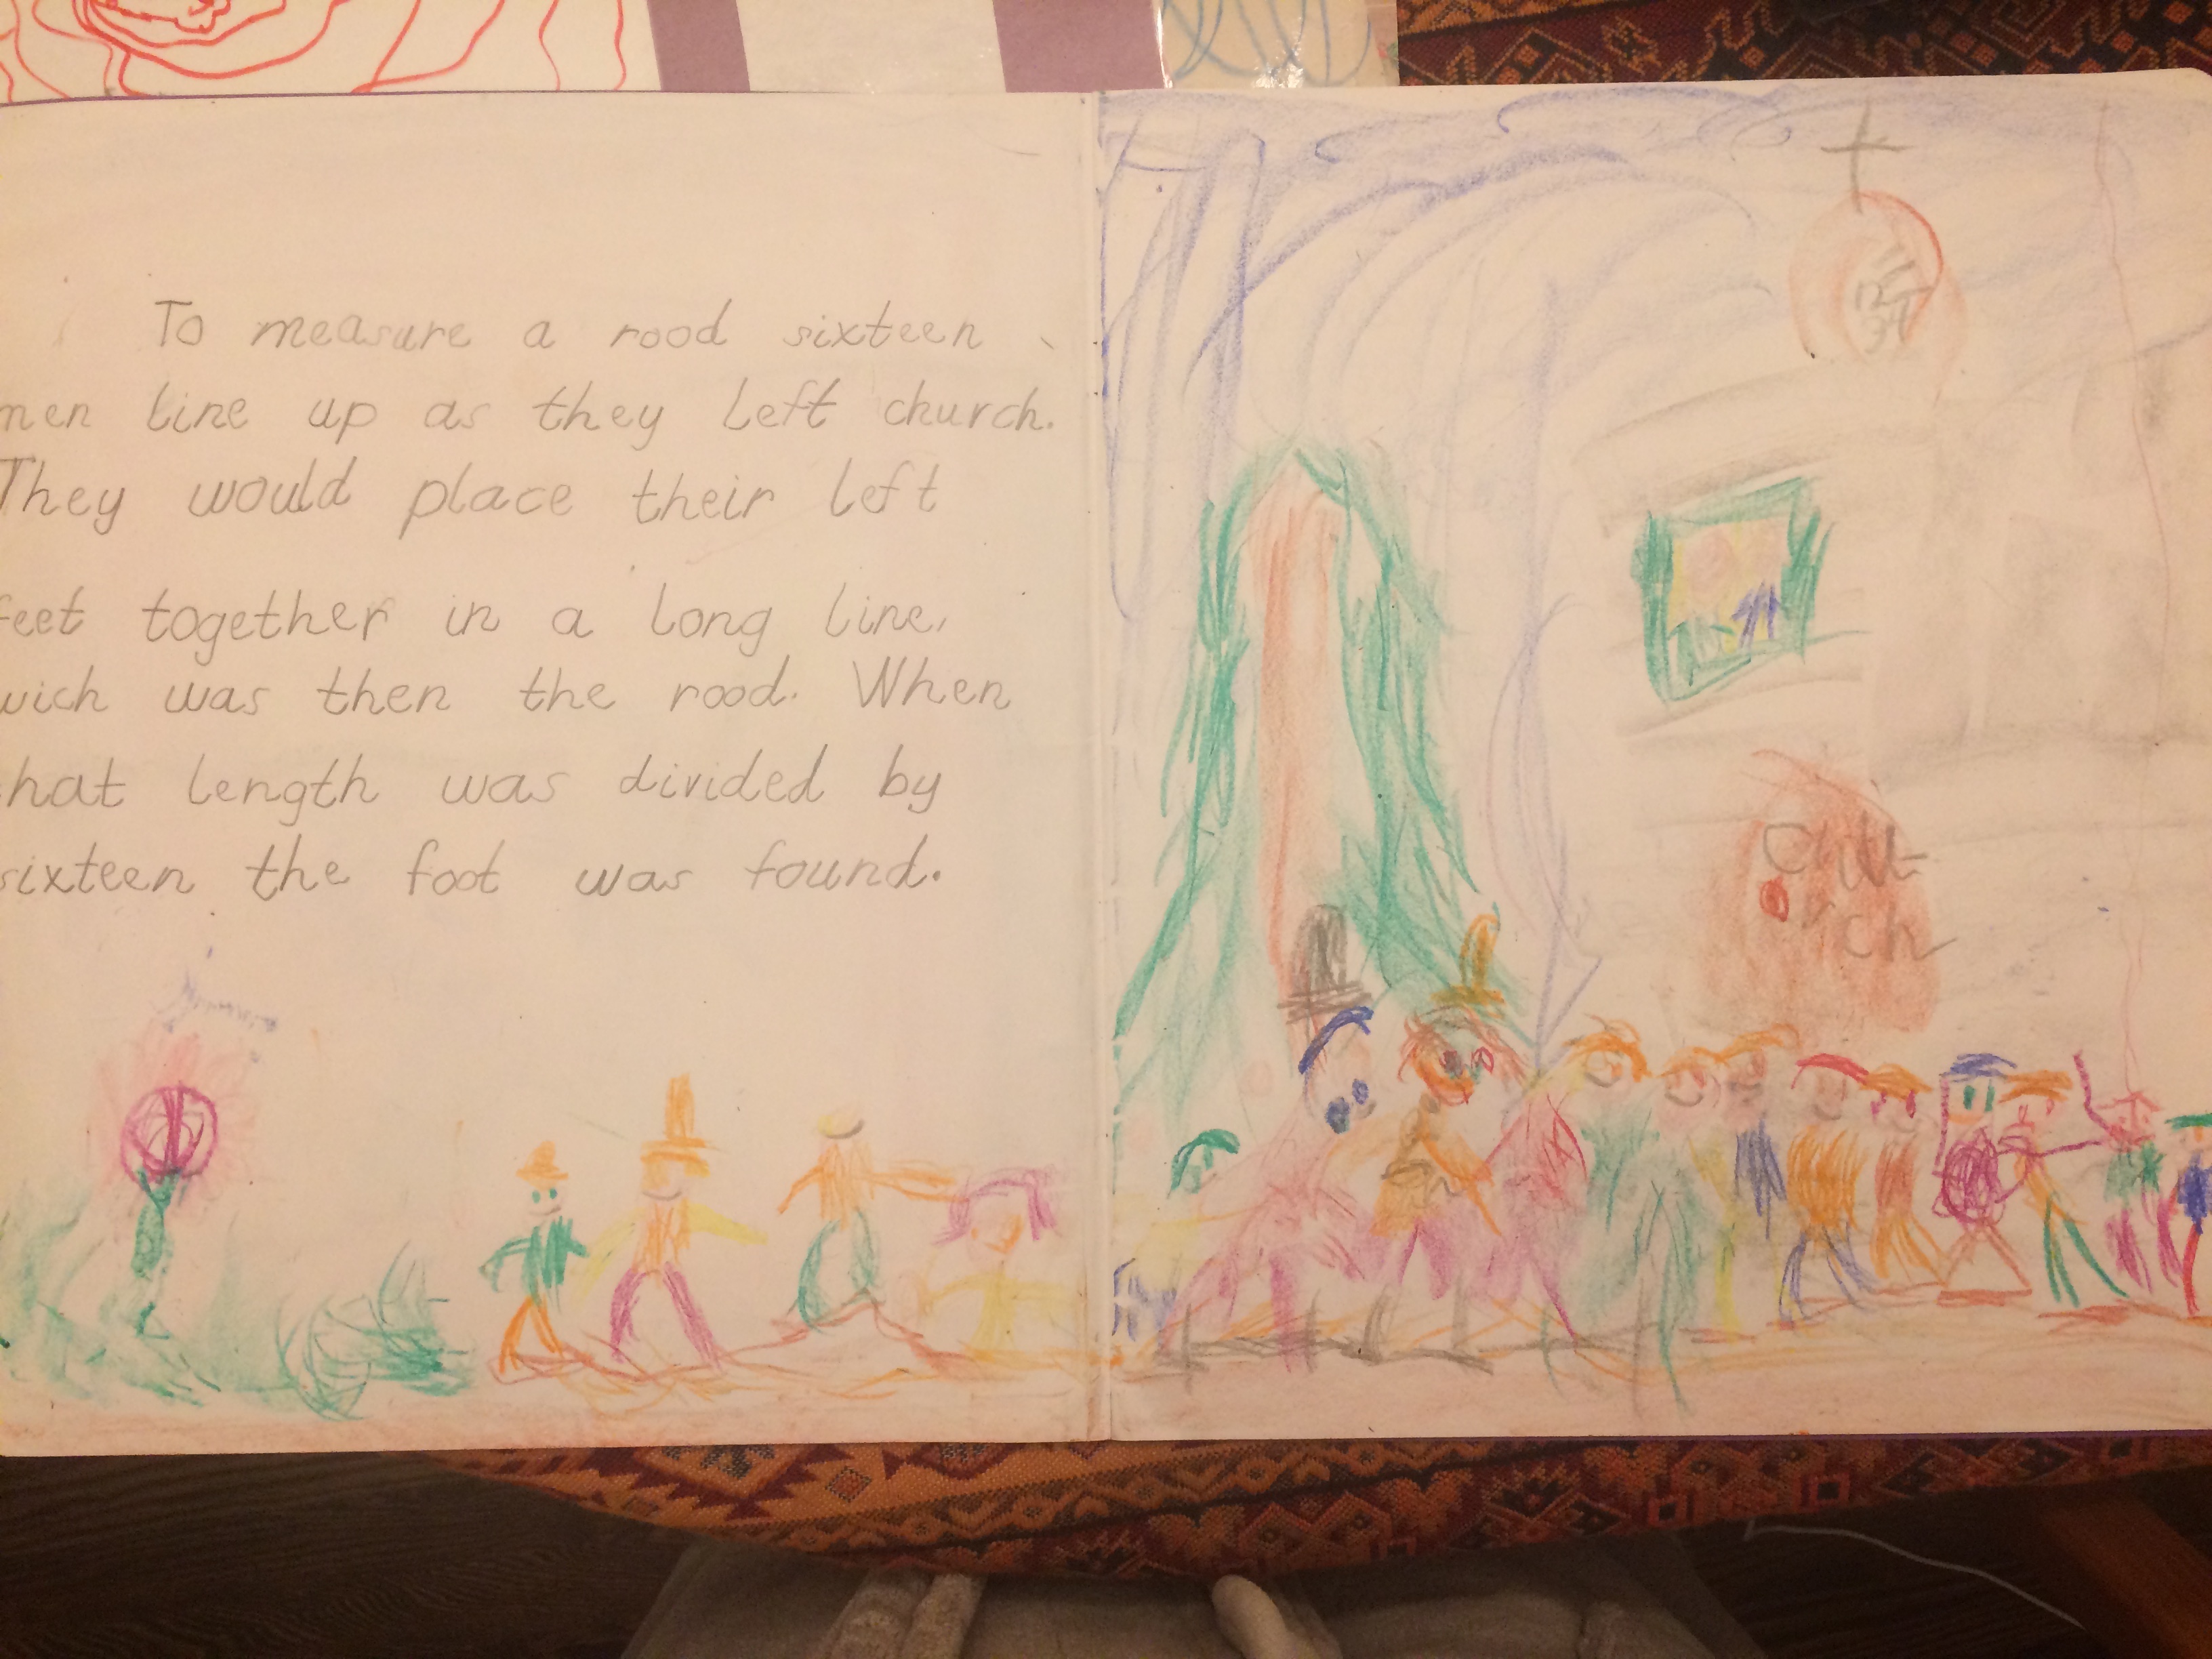 To measure a rood sixteen
men line up as they left church.
They would place their left
feet together in a long line,
wich was then the rood. When
hat length was divided by
sixteen the foot was found.
Chu-
rch